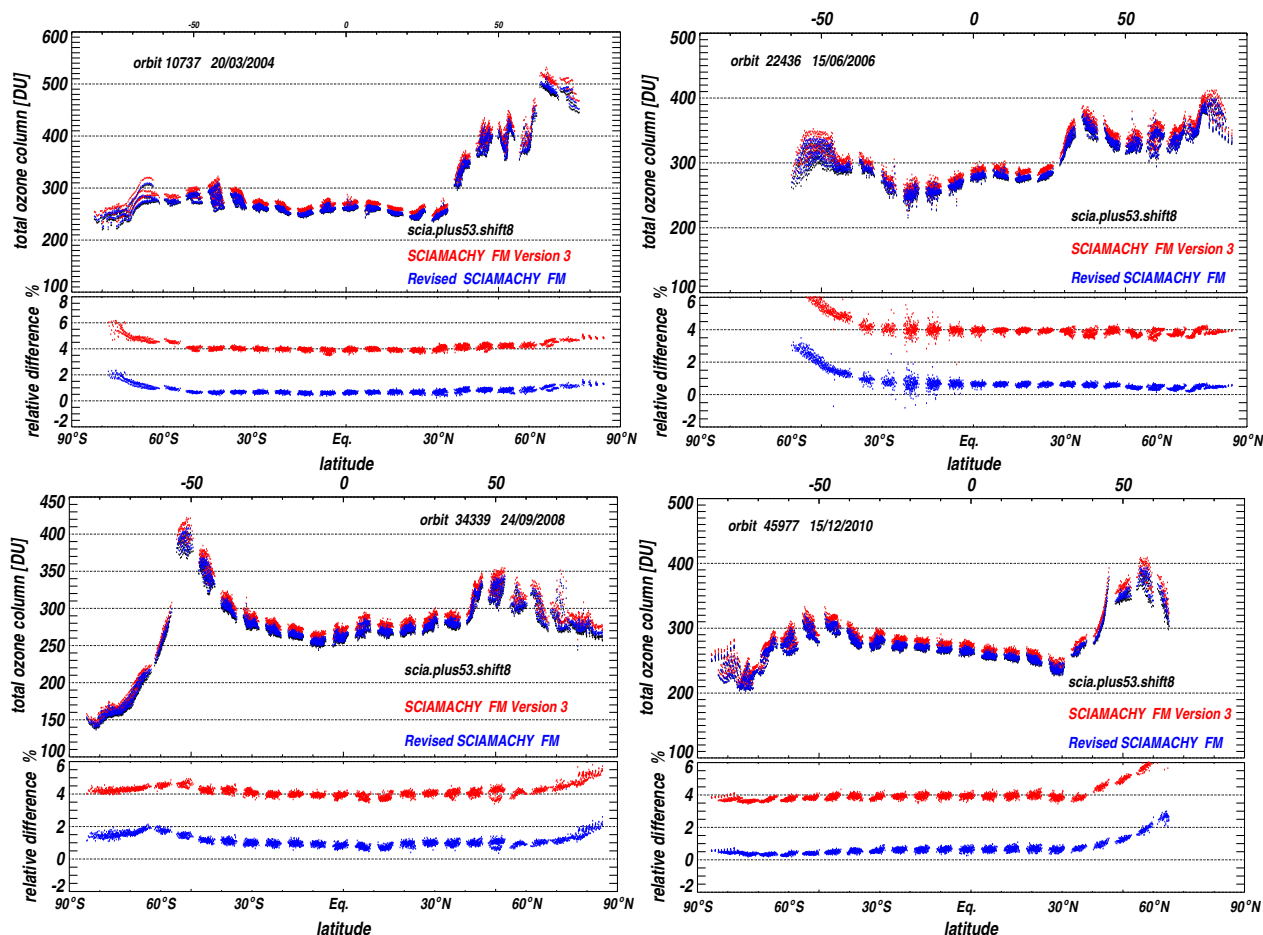 -50 0 50
600
500
400
300
200
100
total ozone column [DU]
orbit 10737 20/03/2004
scia.plus53.shift8
SCIAMACHY FM Version 3
Revised SCIAMACHY FM
8
6
4
2
0
-2
relative difference %
90°S 60°S 30°S Eq. 30°N 60°N 90°N
latitude
-50 0 50
500
400
300
200
100
total ozone column [DU]
orbit 22436 15/06/2006
scia.plus53.shift8
SCIAMACHY FM Version 3
Revised SCIAMACHY FM
6
4
2
0
-2
relative difference %
90°S 60°S 30°S Eq. 30°N 60°N 90°N
latitude
-50 0 50
450
400
350
300
250
200
150
100
total ozone column [DU]
orbit 34339 24/09/2008
scia.plus53.shift8
SCIAMACHY FM Version 3
Revised SCIAMACHY FM
6
4
2
0
-2
relative difference %
90°S 60°S 30°S Eq. 30°N 60°N 90°N
latitude
-50 0 50
500
400
300
200
100
total ozone column [DU]
orbit 45977 15/12/2010
scia.plus53.shift8
SCIAMACHY FM Version 3
Revised SCIAMACHY FM
6
4
2
0
-2
relative difference %
90°S 60°S 30°S Eq. 30°N 60°N 90°N
latitude